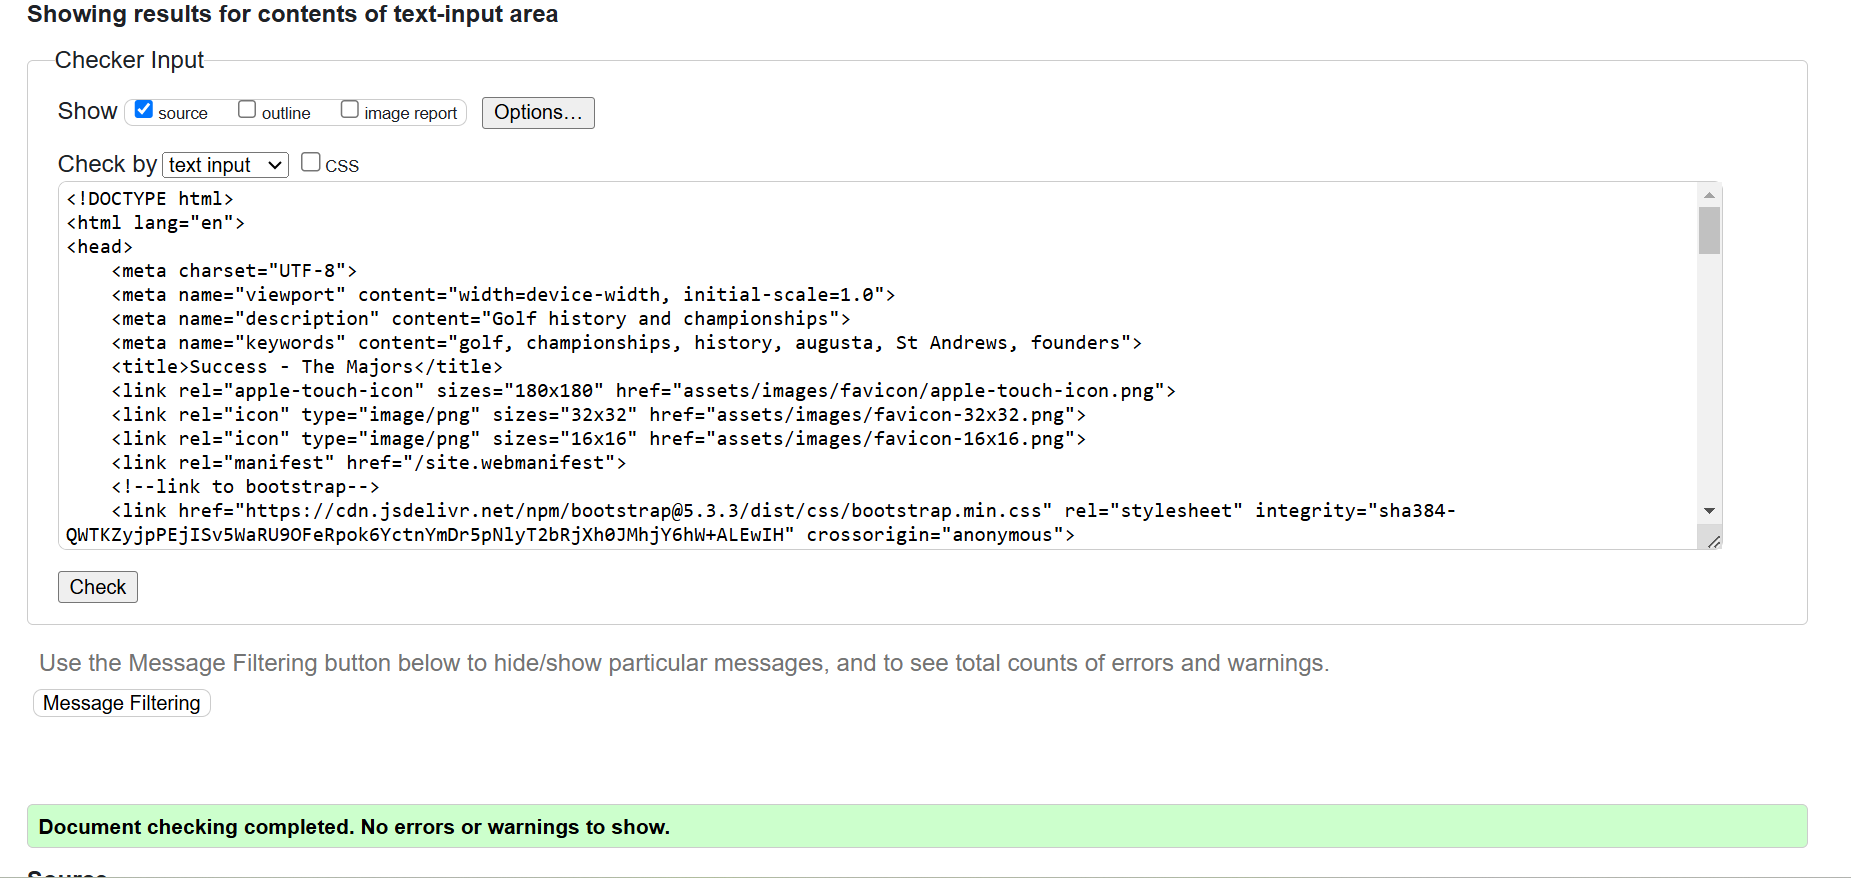 Showing results for contents of text-input area
Checker Input
Show source outline image report Options...
Check by text input CSS
<!DOCTYPE html>
<html lang="en">
<head>
    <meta charset="UTF-8">
    <meta name="viewport" content="width=device-width, initial-scale=1.0">
    <meta name="description" content="Golf history and championships">
    <meta name="keywords" content="golf, championships, history, augusta, St Andrews, founders">
    <title>Success - The Majors</title>
    <link rel="apple-touch-icon" sizes="180x180" href="assets/images/favicon/apple-touch-icon.png">
    <link rel="icon" type="image/png" sizes="32x32" href="assets/images/favicon-32x32.png">
    <link rel="icon" type="image/png" sizes="16x16" href="assets/images/favicon-16x16.png">
    <link rel="manifest" href="/site.webmanifest">
    <!--link to bootstrap-->
    <link href="https://cdn.jsdelivr.net/npm/bootstrap@5.3.3/dist/css/bootstrap.min.css" rel="stylesheet" integrity="sha384-
QWTKZyjpPEjISv5WaRU9OFeRpok6YctnYmDr5pNlyT2bRjXh0JMhjY6hW+ALEwIH" crossorigin="anonymous">
Check
Use the Message Filtering button below to hide/show particular messages, and to see total counts of errors and warnings.
Message Filtering
Document checking completed. No errors or warnings to show.
Source